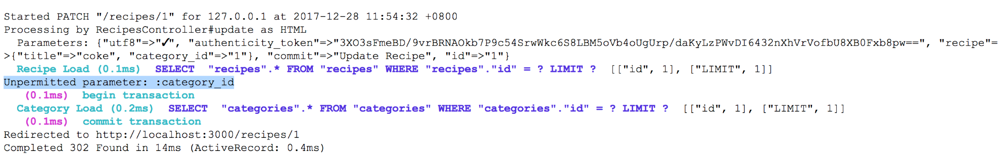 Started PATCH "/recipes/1" for 127.0.0.1 at 2017-12-28 11:54:32 +0800
Processing by RecipesController#update as HTML
  Parameters: {"utf8"=>"✓", "authenticity_token"=>"3XO3sFmeBD/9vrBRNAOkb7P9c54SrwWkc6S8LBM5oVb4oUgUrp/daKyLzPWvDI6432nXhVrVofbU8XB0Fxb8pw==", "recipe"=
>{"title"=>"coke", "category_id"=>"1"}, "commit"=>"Update Recipe", "id"=>"1"}
  Recipe Load (0.1ms)  SELECT  "recipes".* FROM "recipes" WHERE "recipes"."id" = ? LIMIT ?  [["id", 1], ["LIMIT", 1]]
Unpermitted parameter: :category_id
   (0.1ms)  begin transaction
  Category Load (0.2ms)  SELECT  "categories".* FROM "categories" WHERE "categories"."id" = ? LIMIT ?  [["id", 1], ["LIMIT", 1]]
   (0.1ms)  commit transaction
Redirected to http://localhost:3000/recipes/1
Completed 302 Found in 14ms (ActiveRecord: 0.4ms)